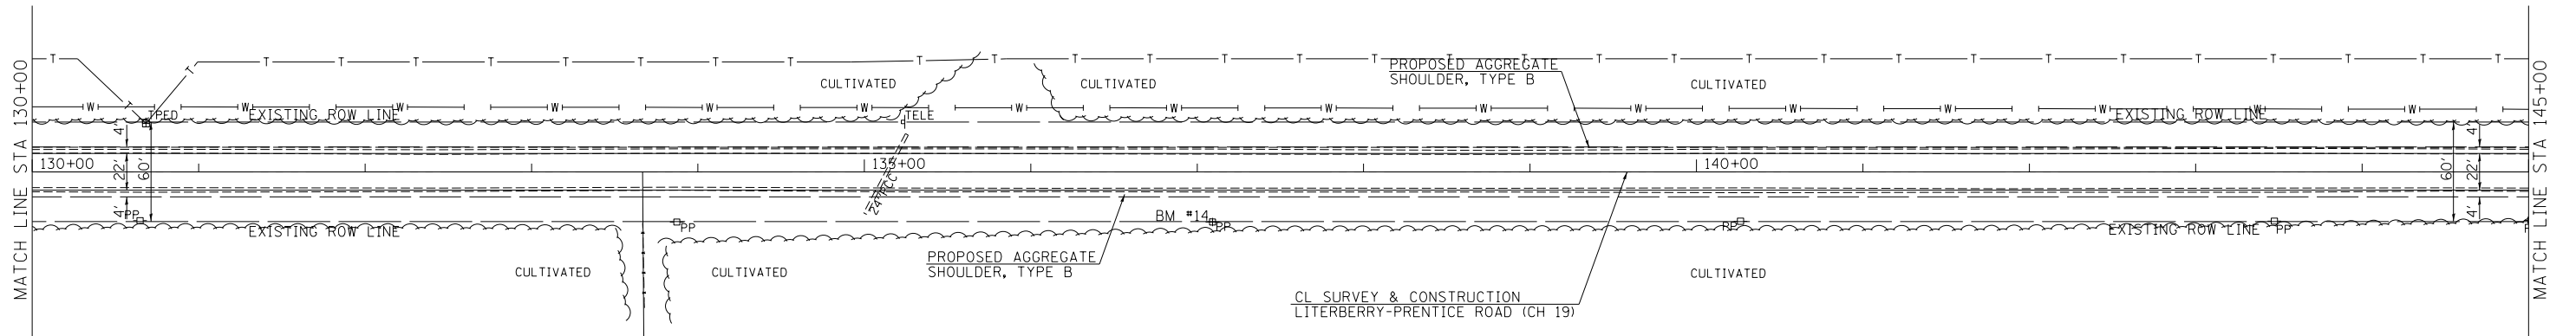 MATCH LINE STA 130+00
T T T T T T T T T T T T T T T T T T T T T T T T T T T T T T T T T T T
CULTIVATED CULTIVATED CULTIVATED
PROPOSED AGGREGATE
SHOULDER, TYPE B
W W W W W W W W W W W W W W W W
TPED
EXISTING ROW LINE
TELE
EXISTING ROW LINE
4'
22'
60'
4'
130+00
135+00
140+00
4'
22'
60'
4'
PP
PP
BM #14
PP
PP
PP
EXISTING ROW LINE
EXISTING ROW LINE
CULTIVATED
CULTIVATED
CULTIVATED
PROPOSED AGGREGATE
SHOULDER, TYPE B
CL SURVEY & CONSTRUCTION
LITERBERRY-PRENTICE ROAD (CH 19)
MATCH LINE STA 145+00